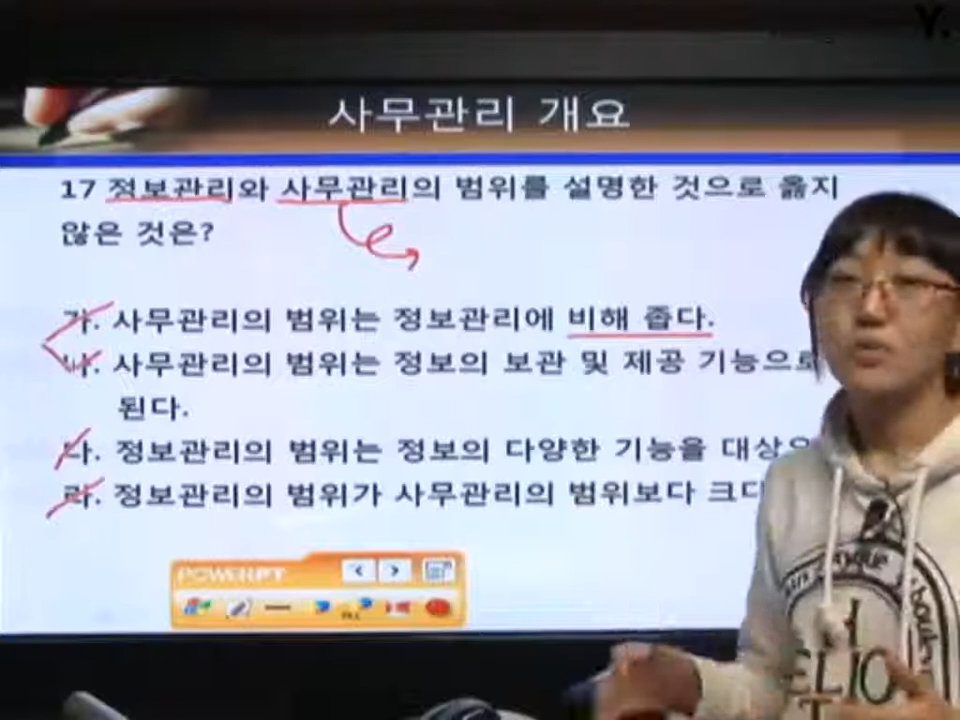 사무관리 개요
17 정보관리와 사무관리의 범위를 설명한 것으로 옳지
않은 것은?
가. 사무관리의 범위는 정보관리에 비해 좁다.
나. 사무관리의 범위는 정보의 보관 및 제공 기능으로
된다.
다. 정보관리의 범위는 정보의 다양한 기능을 대상으
라. 정보관리의 범위가 사무관리의 범위보다 크다
POWERPT
ELIO